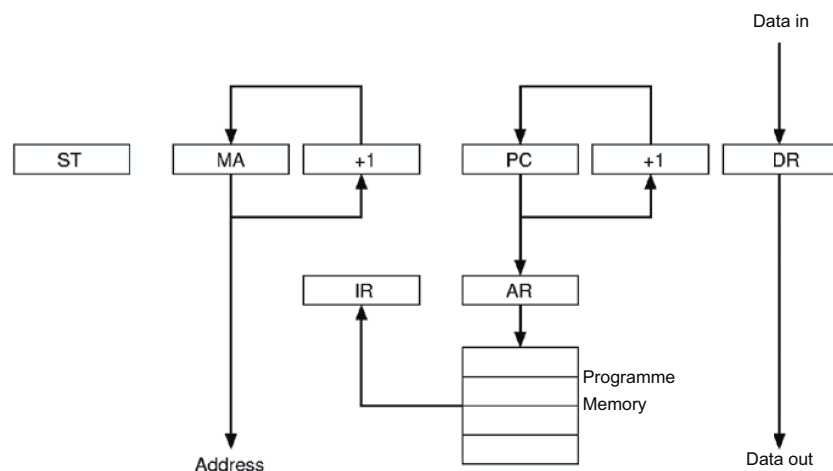 Data in
ST
MA
+1
PC
+1
DR
IR
AR
Programme
Memory
Address
Data out